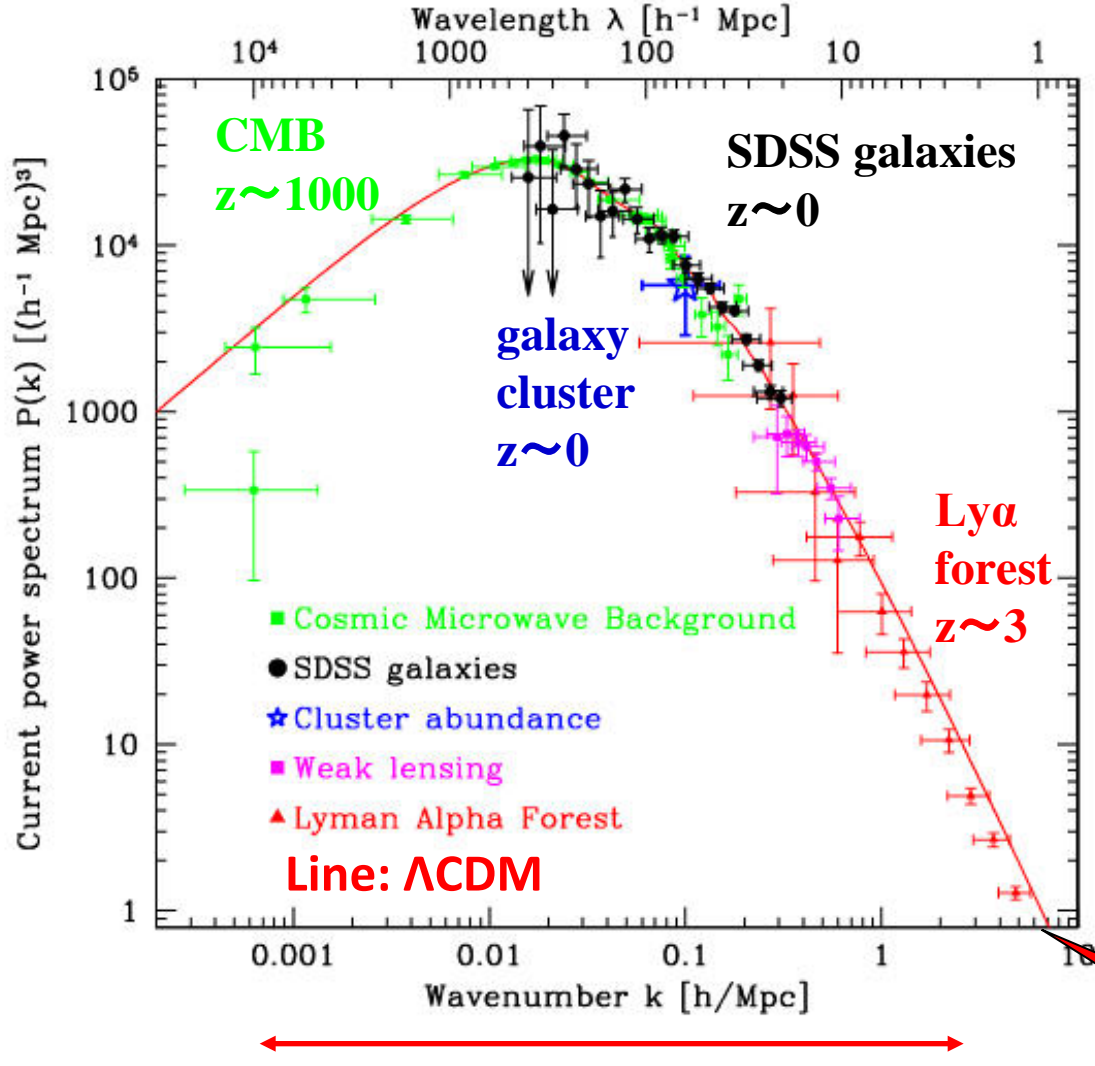 Wavelength λ [h⁻¹ Mpc]
10⁴ 1000 100 10 1
10⁵
10⁴
1000
100
10
1
Current power spectrum P(k) [(h⁻¹ Mpc)³]
CMB
z～1000
SDSS galaxies
z～0
galaxy
cluster
z～0
Lyα
forest
z～3
Cosmic Microwave Background
SDSS galaxies
Cluster abundance
Weak lensing
Lyman Alpha Forest
Line: ΛCDM
0.001 0.01 0.1 1 10
Wavenumber k [h/Mpc]